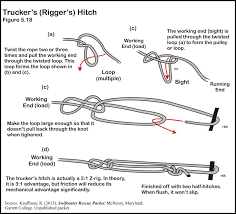 Trucker's (Rigger's) Hitch
Figure 5.18
(a)
Twist the rope two or three
times and pull the working
end through the loop. This
loop forms the loop shown in
(b) and (c).
Loop
(multiple)
(b)
Working
End (load)
The working end (bight) is
pulled through the twisted
loop in (a) to form the pulley
or loop.
Bight
Running
End
(c)
Working
End (load)
Make the loop large enough so that it
doesn't pull back through the knot
when tigntened.
(d)
Working
End (load)
The trucker's hitch is actually a 3:1 Z-rig. In theory,
it is 3:1 advantage, but friction will reduce its
mechanical advantage significantly.
Finished off with two half-hitches.
When flush, it won't slip.
Source: Kauffman, R. (2015). Swiftwater Rescue Packet. McHenry, Maryland:
Garrett College. Unpublished packet.